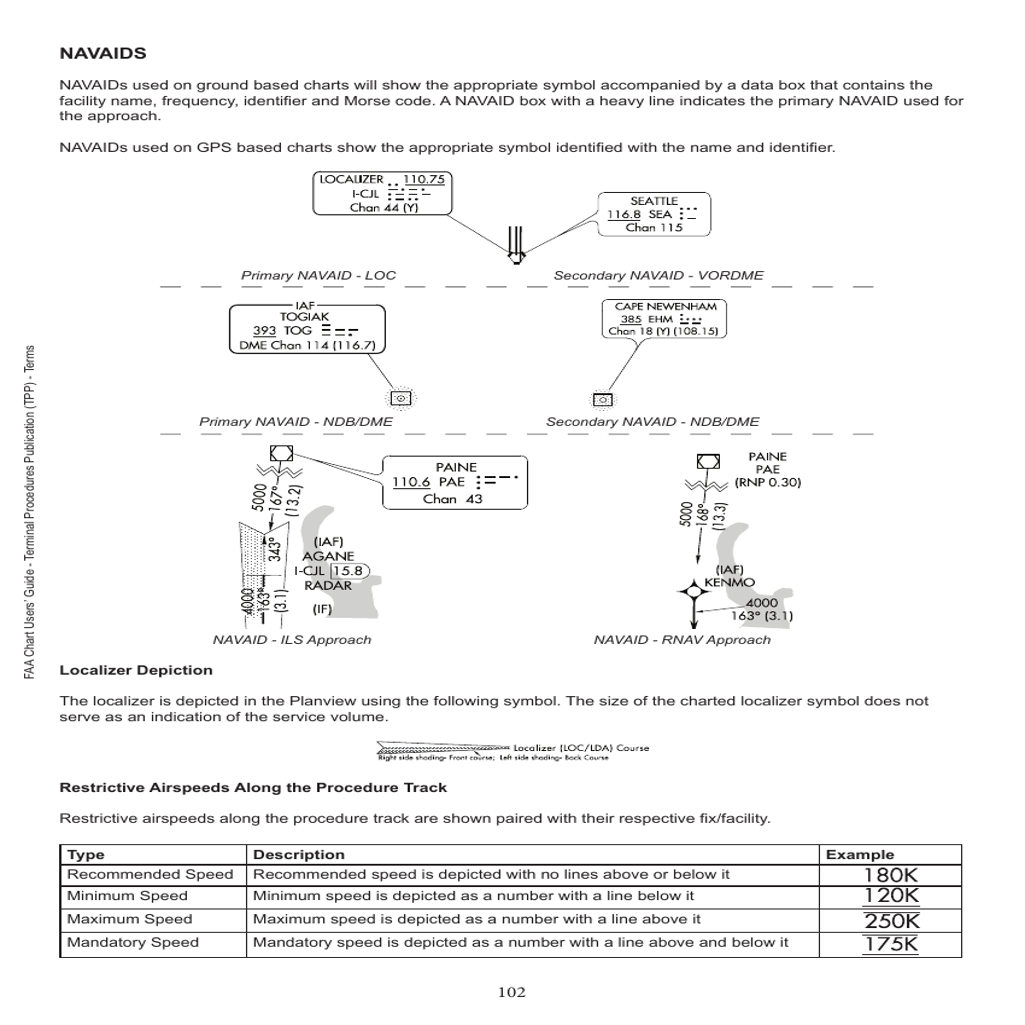 NAVAIDS
NAVAIDs used on ground based charts will show the appropriate symbol accompanied by a data box that contains the
facility name, frequency, identifier and Morse code. A NAVAID box with a heavy line indicates the primary NAVAID used for
the approach.
NAVAIDs used on GPS based charts show the appropriate symbol identified with the name and identifier.
LOCALIZER 110.75
I-CJL
Chan 44 (Y)
SEATTLE
116.8 SEA
Chan 115
Primary NAVAID - LOC
Secondary NAVAID - VORDME
IAF
TOGIAK
393 TOG
DME Chan 114 (116.7)
CAPE NEWENHAM
385 EHM
Chan 18 (Y) (108.15)
Primary NAVAID - NDB/DME
Secondary NAVAID - NDB/DME
PAINE
110.6 PAE
Chan 43
5000
167°
(13.2)
343°
(IAF)
AGANE
I-CJL 15.8
RADAR
(IF)
4000
163°
(3.1)
NAVAID - ILS Approach
PAINE
PAE
(RNP 0.30)
5000
168°
(13.3)
(IAF)
KENMO
4000
163° (3.1)
NAVAID - RNAV Approach
FAA Chart Users' Guide - Terminal Procedures Publication (TPP) - Terms
Localizer Depiction
The localizer is depicted in the Planview using the following symbol. The size of the charted localizer symbol does not
serve as an indication of the service volume.
Localizer (LOC/LDA) Course
Right side shading- Front course; Left side shading- Back Course
Restrictive Airspeeds Along the Procedure Track
Restrictive airspeeds along the procedure track are shown paired with their respective fix/facility.
Type Description Example
Recommended Speed Recommended speed is depicted with no lines above or below it 180K
Minimum Speed Minimum speed is depicted as a number with a line below it 120K
Maximum Speed Maximum speed is depicted as a number with a line above it 250K
Mandatory Speed Mandatory speed is depicted as a number with a line above and below it 175K
102